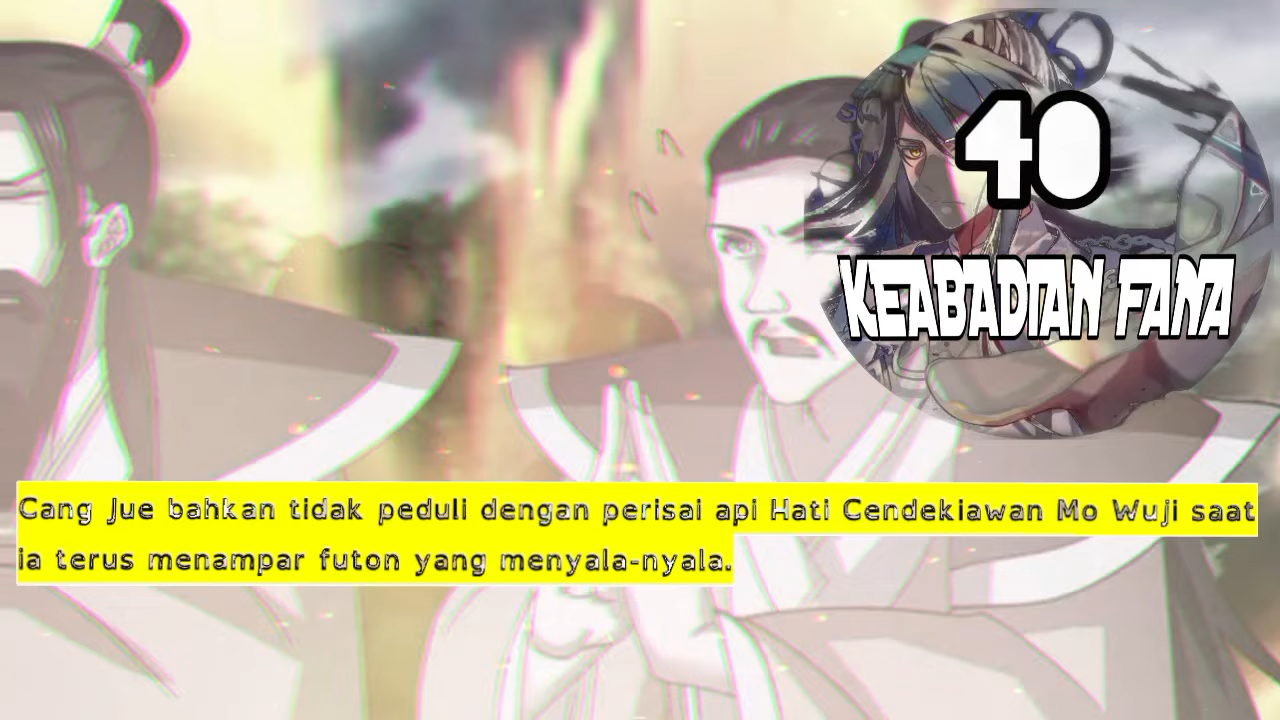 40
KEABADIAN FANA
Cang Jue bahkan tidak peduli dengan perisai api Hati Cendekiawan Mo Wuji saat
ia terus menampar futon yang menyala-nyala.